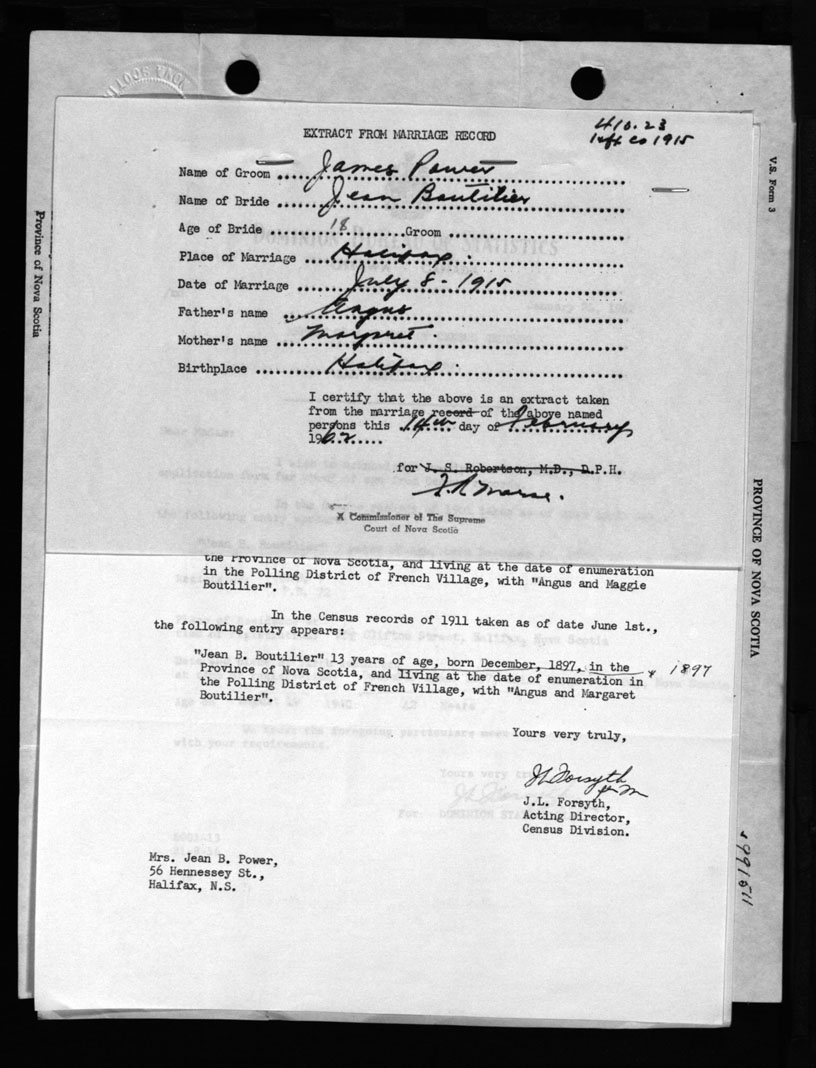 EXTRACT FROM MARRIAGE RECORD
410.23
1915
Name of Groom .... James Power
Name of Bride .... Jean Boutilier
Age of Bride .... 18 .... Groom ....
Place of Marriage .... Halifax.
Date of Marriage .... July 8 - 1915
Father's name .... Angus
Mother's name .... Margret.
Birthplace .... Halifax.
I certify that the above is an extract taken
from the marriage record of the above named
persons this 14th day of February
1962.....
for J. S. Robertson, M.D., D.P.H.
X Commissioner of The Supreme
Court of Nova Scotia
the Province of Nova Scotia, and living at the date of enumeration
in the Polling District of French Village, with "Angus and Maggie
Boutilier".
In the Census records of 1911 taken as of date June 1st.,
the following entry appears:
"Jean B. Boutilier" 13 years of age, born December, 1897, in the
Province of Nova Scotia, and living at the date of enumeration in
the Polling District of French Village, with "Angus and Margaret
Boutilier".
1897
Yours very truly,
J.L. Forsyth
J.L. Forsyth,
Acting Director,
Census Division.
Mrs. Jean B. Power,
56 Hennessey St.,
Halifax, N.S.
Province of Nova Scotia
V.S. Form 3
PROVINCE OF NOVA SCOTIA